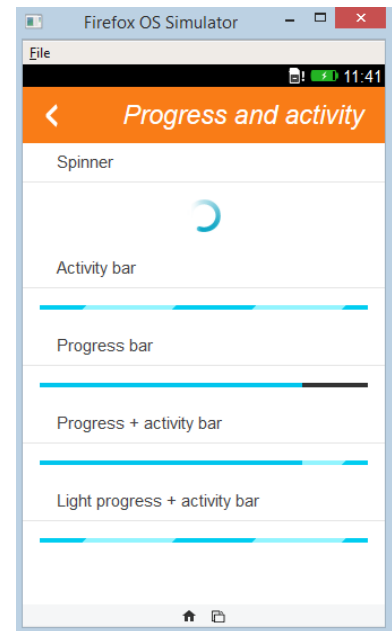 Firefox OS Simulator
File
11:41
Progress and activity
Spinner
Activity bar
Progress bar
Progress + activity bar
Light progress + activity bar